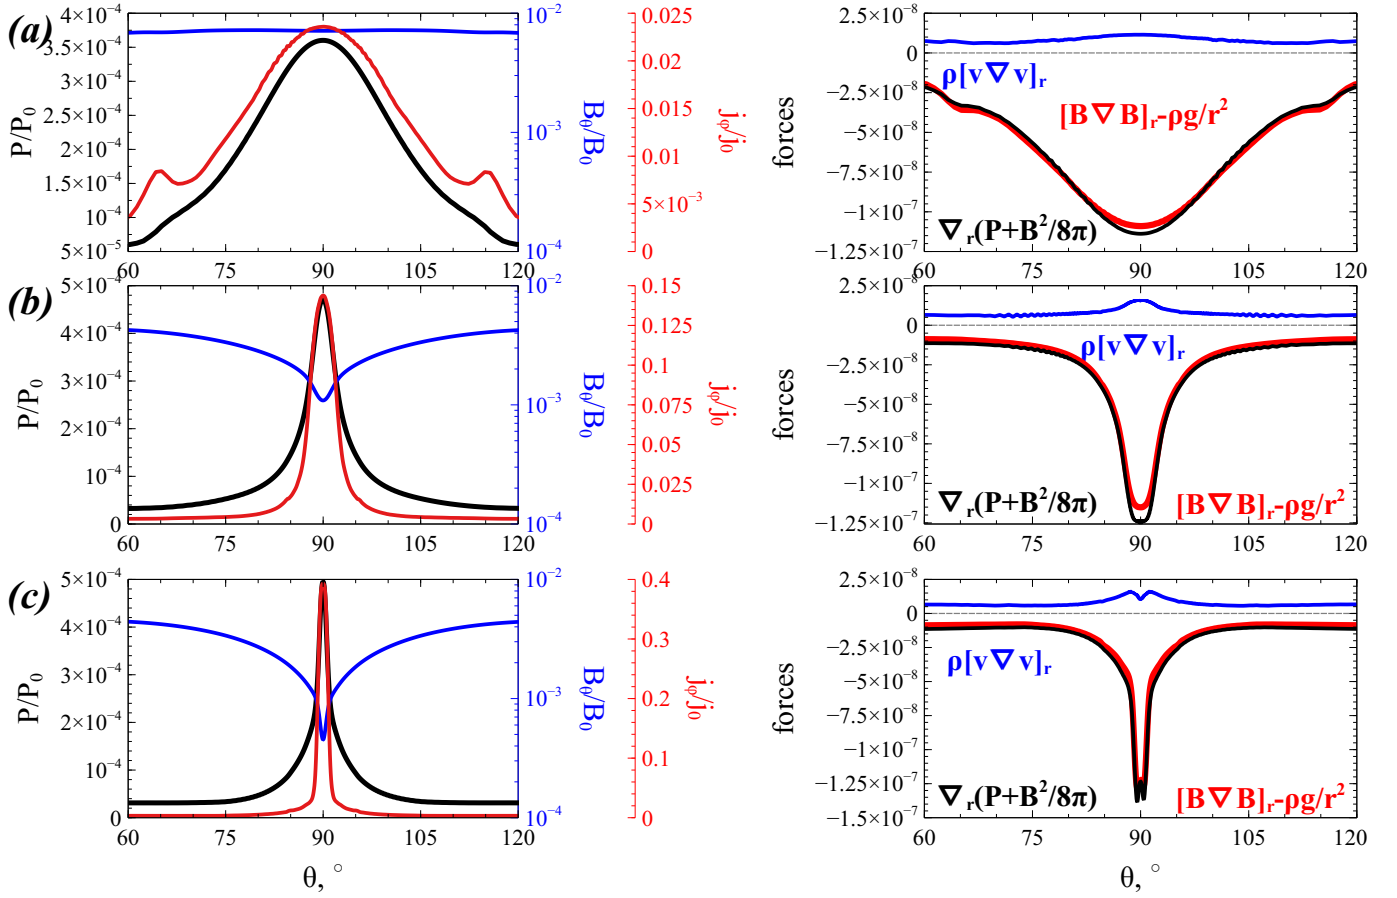 (a)
4×10⁻⁴
3.5×10⁻⁴
3×10⁻⁴
2.5×10⁻⁴
2×10⁻⁴
1.5×10⁻⁴
10⁻⁴
5×10⁻⁵
P/P₀
60 75 90 105 120
10⁻²
10⁻³
10⁻⁴
B_θ/B₀
0.025
0.02
0.015
0.01
5×10⁻³
0
j_φ/j₀
forces
2.5×10⁻⁸
0
−2.5×10⁻⁸
−5×10⁻⁸
−7.5×10⁻⁸
−1×10⁻⁷
−1.25×10⁻⁷
ρ[v∇v]ᵣ
[B∇B]ᵣ-ρg/r²
∇ᵣ(P+B²/8π)
60 75 90 105 120
(b)
5×10⁻⁴
4×10⁻⁴
3×10⁻⁴
2×10⁻⁴
10⁻⁴
0
P/P₀
60 75 90 105 120
10⁻²
10⁻³
10⁻⁴
B_θ/B₀
0.15
0.125
0.1
0.075
0.05
0.025
0
j_φ/j₀
forces
2.5×10⁻⁸
0
−2.5×10⁻⁸
−5×10⁻⁸
−7.5×10⁻⁸
−1×10⁻⁷
−1.25×10⁻⁷
ρ[v∇v]ᵣ
∇ᵣ(P+B²/8π) [B∇B]ᵣ-ρg/r²
60 75 90 105 120
(c)
5×10⁻⁴
4×10⁻⁴
3×10⁻⁴
2×10⁻⁴
10⁻⁴
0
P/P₀
60 75 90 105 120
θ, °
10⁻²
10⁻³
10⁻⁴
B_θ/B₀
0.4
0.3
0.2
0.1
0
j_φ/j₀
forces
2.5×10⁻⁸
0
−2.5×10⁻⁸
−5×10⁻⁸
−7.5×10⁻⁸
−1×10⁻⁷
−1.25×10⁻⁷
−1.5×10⁻⁷
ρ[v∇v]ᵣ
∇ᵣ(P+B²/8π) [B∇B]ᵣ-ρg/r²
60 75 90 105 120
θ, °